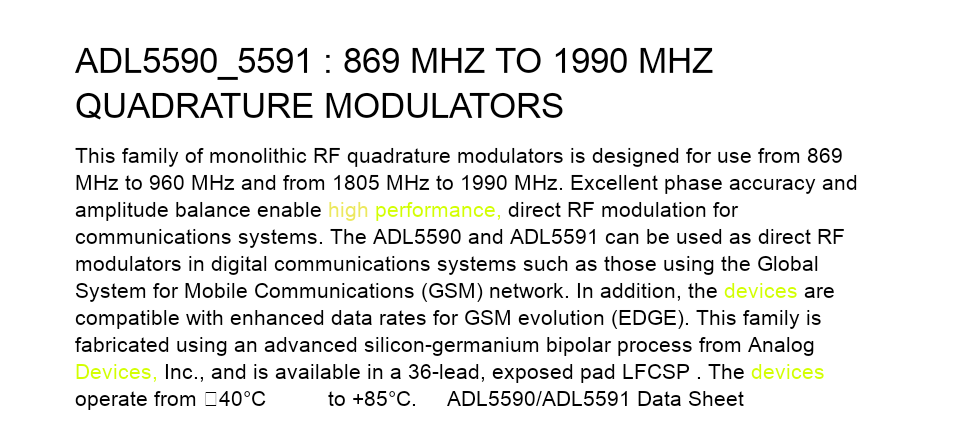 ADL5590_5591 : 869 MHZ TO 1990 MHZ
QUADRATURE MODULATORS
This family of monolithic RF quadrature modulators is designed for use from 869
MHz to 960 MHz and from 1805 MHz to 1990 MHz. Excellent phase accuracy and
amplitude balance enable high performance, direct RF modulation for
communications systems. The ADL5590 and ADL5591 can be used as direct RF
modulators in digital communications systems such as those using the Global
System for Mobile Communications (GSM) network. In addition, the devices are
compatible with enhanced data rates for GSM evolution (EDGE). This family is
fabricated using an advanced silicon-germanium bipolar process from Analog
Devices, Inc., and is available in a 36-lead, exposed pad LFCSP . The devices
operate from □40°C to +85°C. ADL5590/ADL5591 Data Sheet